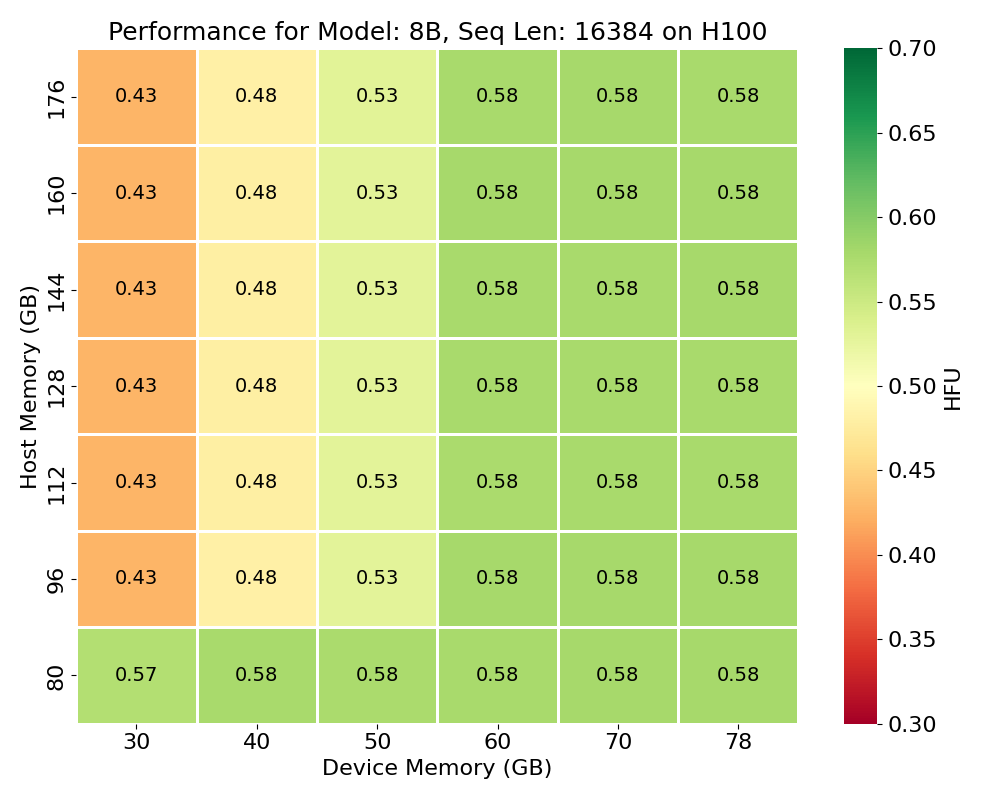 Performance for Model: 8B, Seq Len: 16384 on H100
0.70
176 0.43 0.48 0.53 0.58 0.58 0.58
0.65
160 0.43 0.48 0.53 0.58 0.58 0.58
0.60
144 0.43 0.48 0.53 0.58 0.58 0.58
0.55
Host Memory (GB)
128 0.43 0.48 0.53 0.58 0.58 0.58
0.50
HFU
0.45
112 0.43 0.48 0.53 0.58 0.58 0.58
0.40
96 0.43 0.48 0.53 0.58 0.58 0.58
0.35
80 0.57 0.58 0.58 0.58 0.58 0.58
0.30
30 40 50 60 70 78
Device Memory (GB)